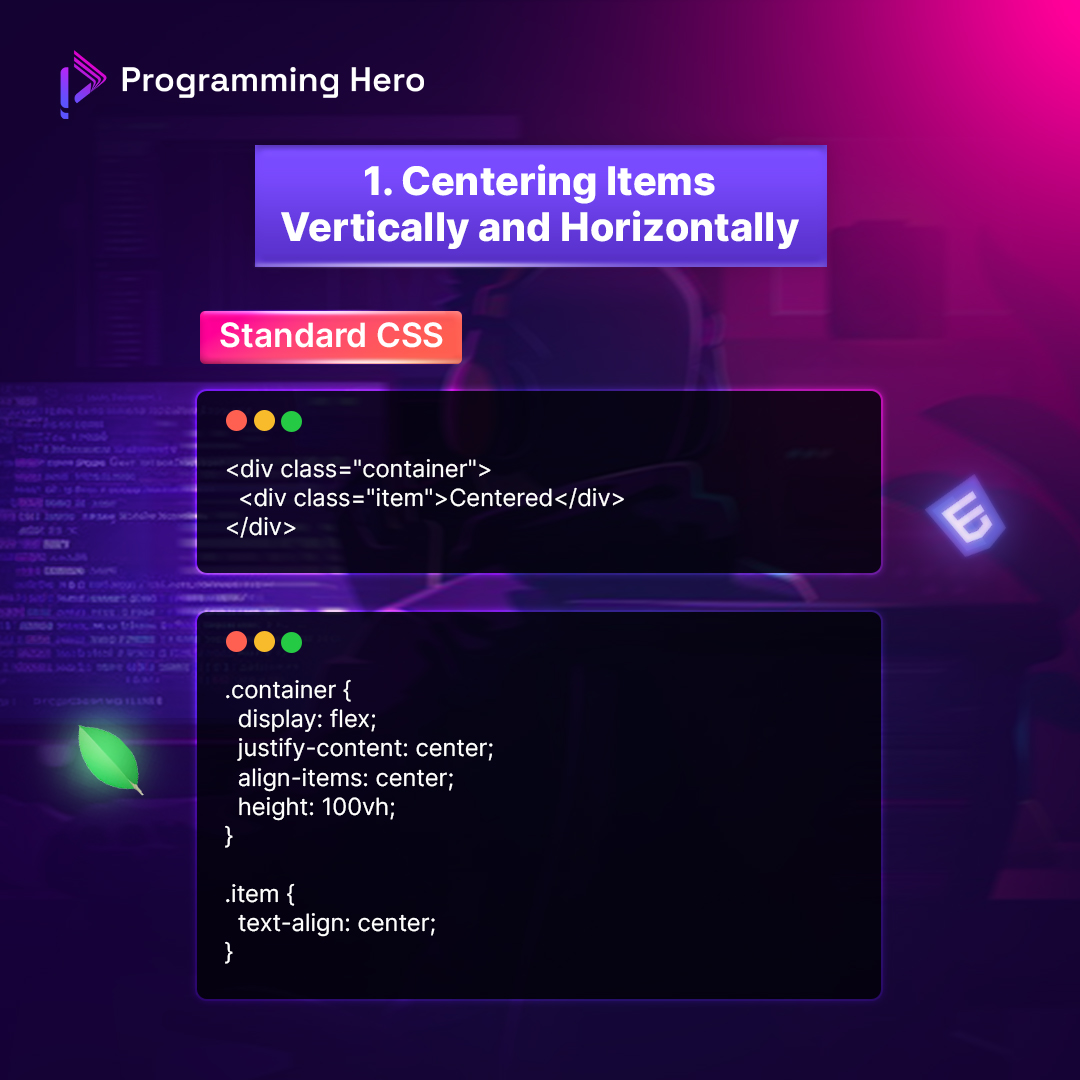 Programming Hero
1. Centering Items
Vertically and Horizontally
Standard CSS
<div class="container">
  <div class="item">Centered</div>
</div>
.container {
  display: flex;
  justify-content: center;
  align-items: center;
  height: 100vh;
}
.item {
  text-align: center;
}